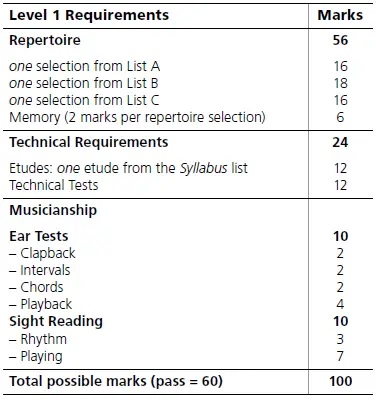 Level 1 Requirements Marks
Repertoire 56
one selection from List A 16
one selection from List B 18
one selection from List C 16
Memory (2 marks per repertoire selection) 6
Technical Requirements 24
Etudes: one etude from the Syllabus list 12
Technical Tests 12
Musicianship
Ear Tests 10
– Clapback 2
– Intervals 2
– Chords 2
– Playback 4
Sight Reading 10
– Rhythm 3
– Playing 7
Total possible marks (pass = 60) 100